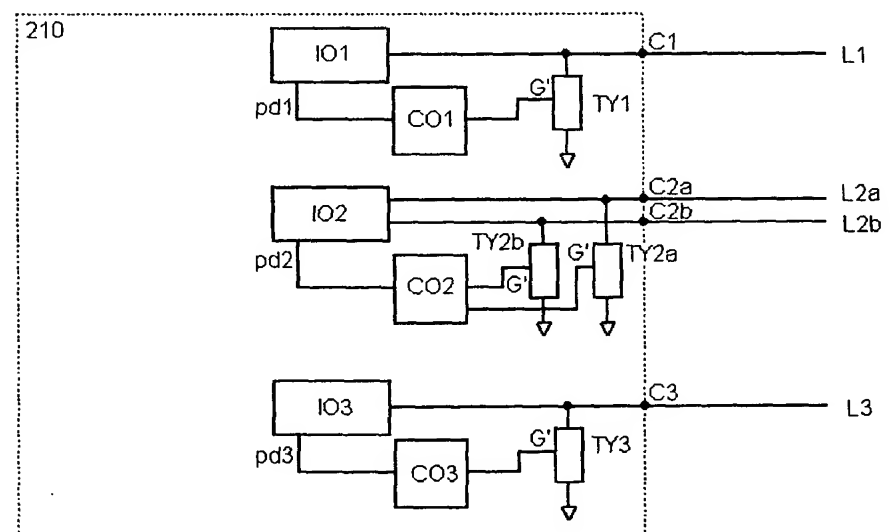 210
IO1
C1
L1
pd1
CO1
G'
TY1
IO2
C2a
L2a
C2b
L2b
pd2
CO2
TY2b
G'
G'
TY2a
IO3
C3
L3
pd3
CO3
G'
TY3